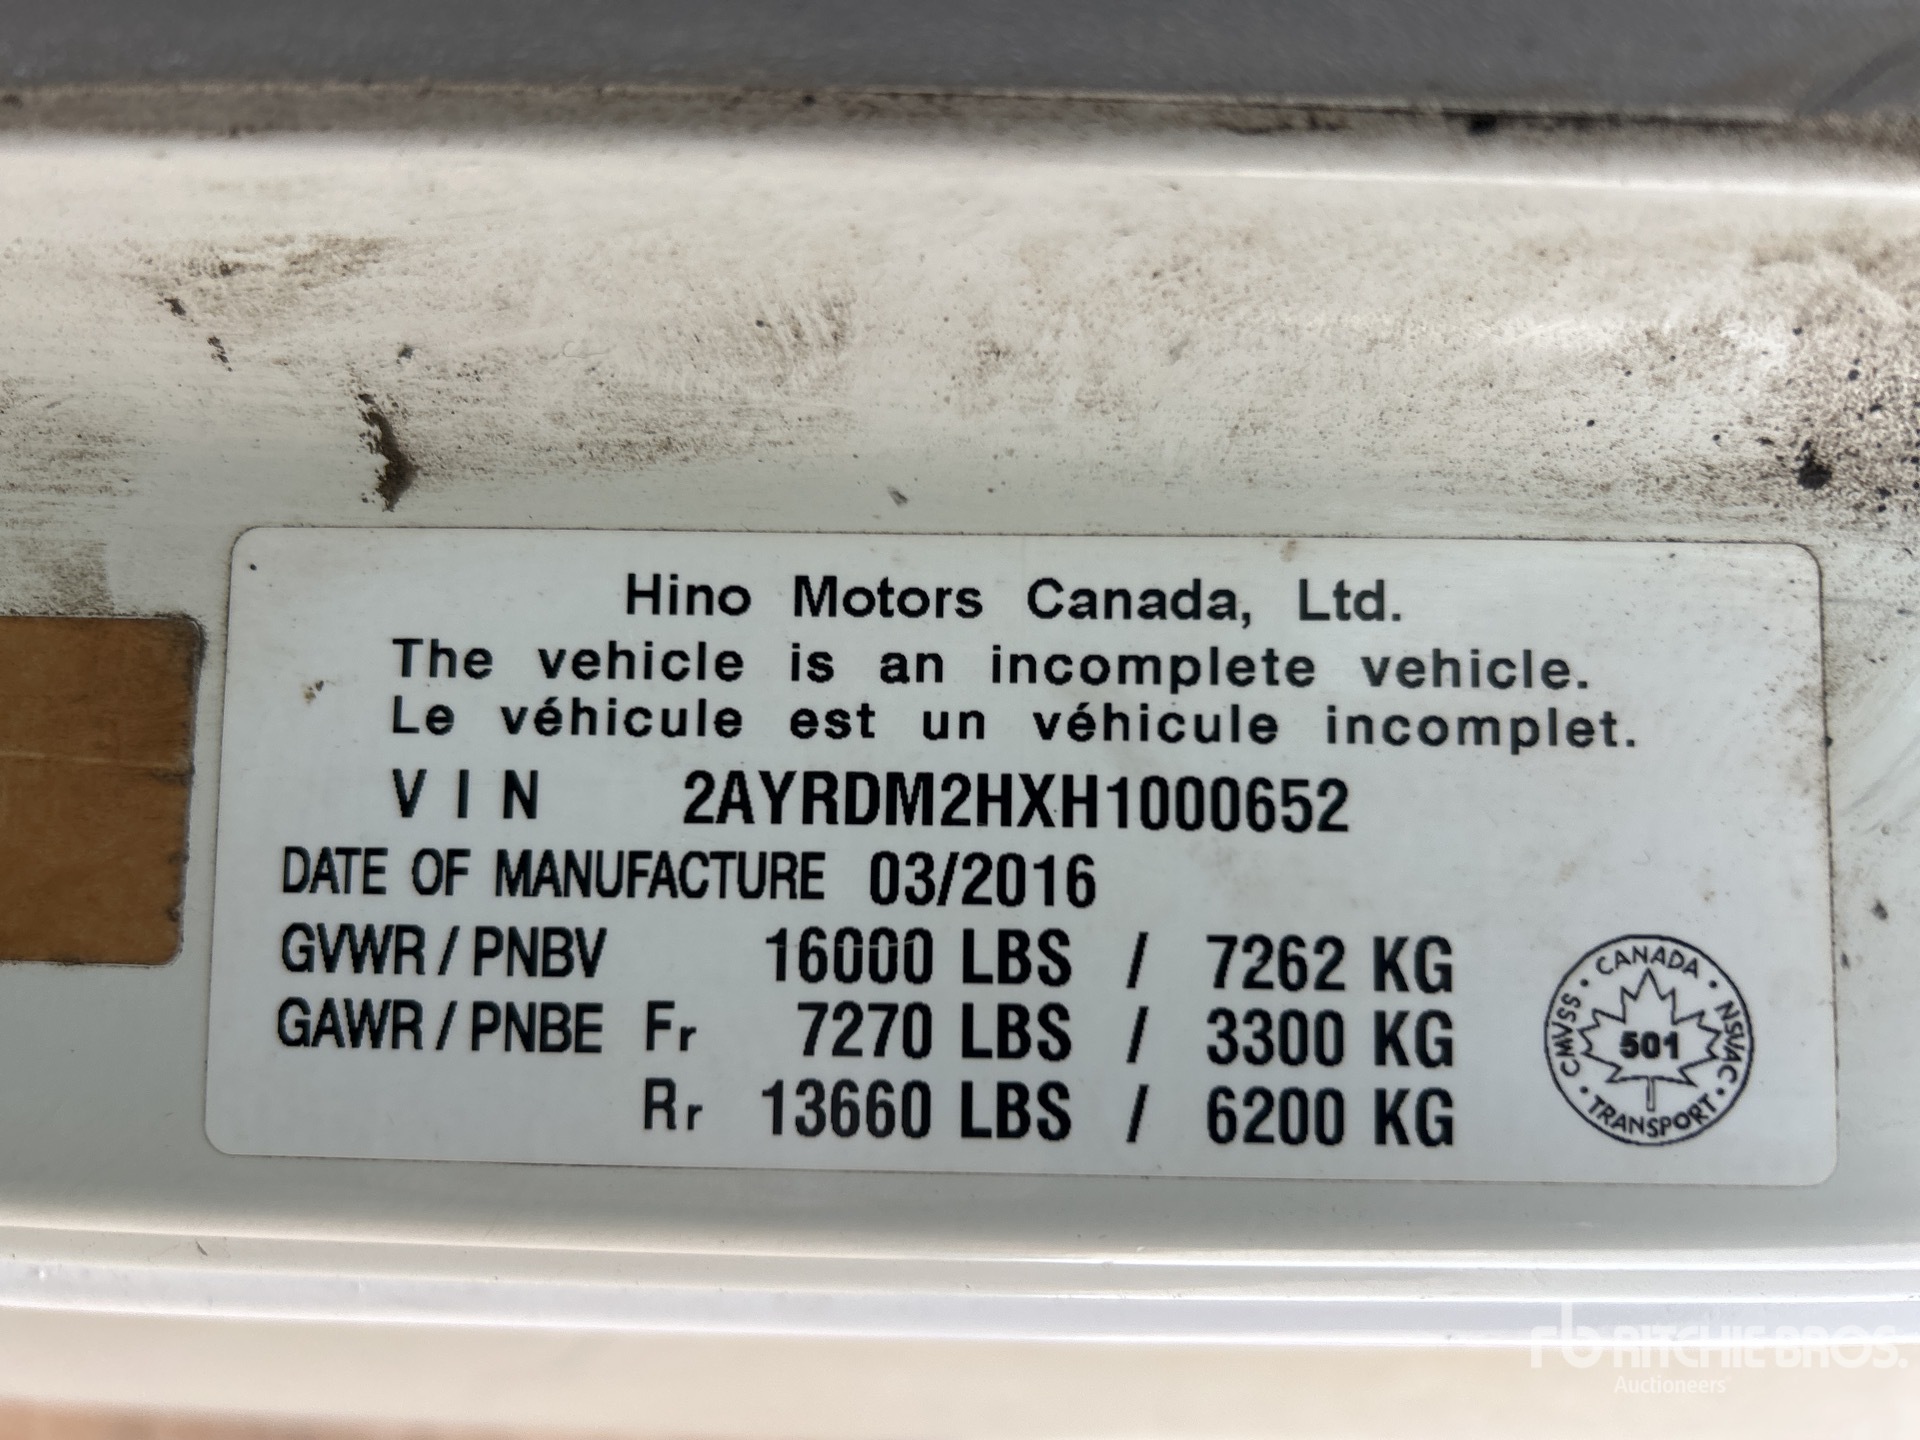 Hino Motors Canada, Ltd.
The vehicle is an incomplete vehicle.
Le véhicule est un véhicule incomplet.
VIN 2AYRDM2HXH1000652
DATE OF MANUFACTURE 03/2016
GVWR / PNBV 16000 LBS / 7262 KG
GAWR / PNBE Fr 7270 LBS / 3300 KG
Rr 13660 LBS / 6200 KG
CANADA
CMVSS
501
NSVAC
TRANSPORT
rb RITCHIE BROS.
Auctioneers